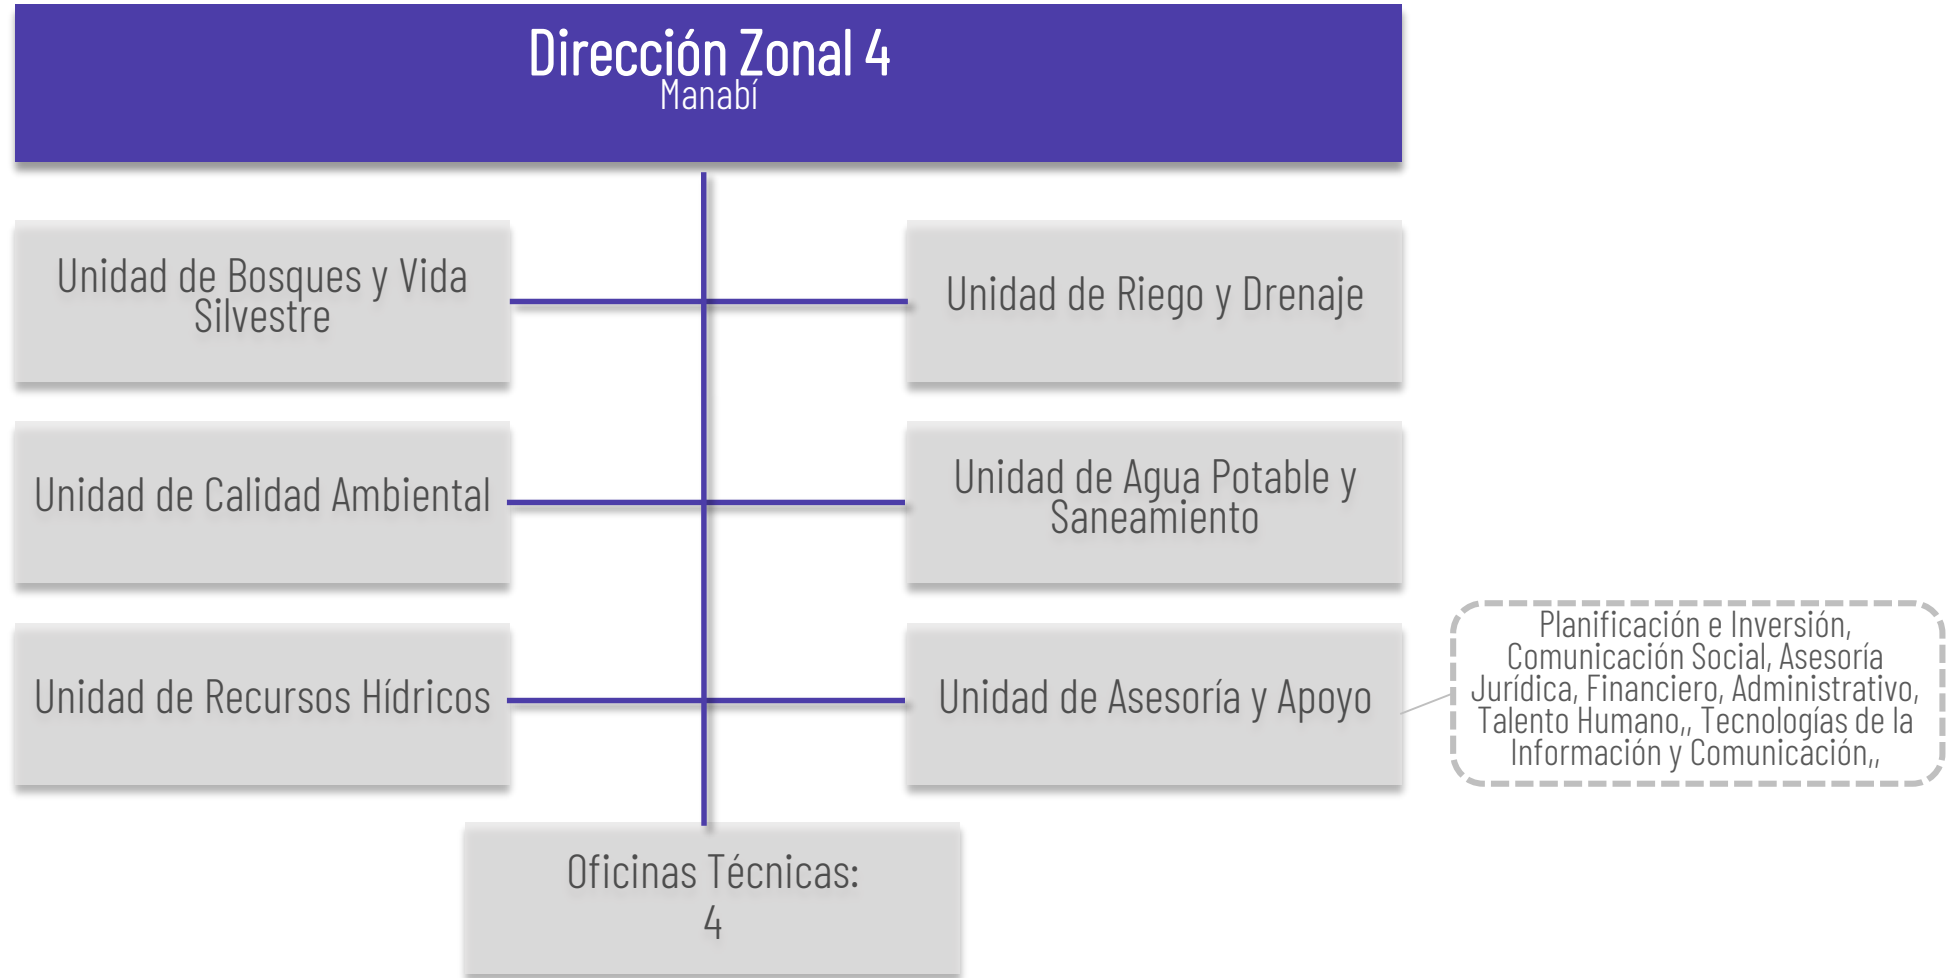 Dirección Zonal 4
Manabí
Unidad de Bosques y Vida
Silvestre
Unidad de Riego y Drenaje
Unidad de Calidad Ambiental
Unidad de Agua Potable y
Saneamiento
Unidad de Recursos Hídricos
Unidad de Asesoría y Apoyo
Planificación e Inversión,
Comunicación Social, Asesoría
Jurídica, Financiero, Administrativo,
Talento Humano,, Tecnologías de la
Información y Comunicación,,
Oficinas Técnicas:
4